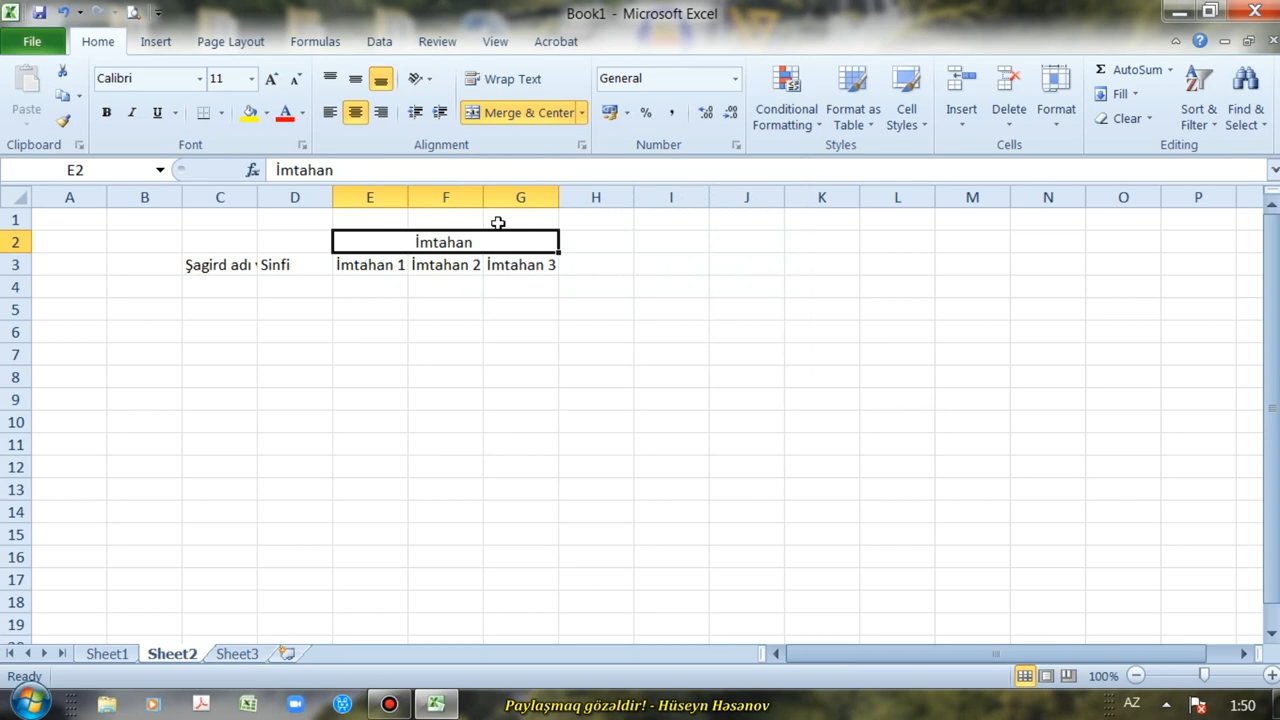 Book1 - Microsoft Excel
File Home Insert Page Layout Formulas Data Review View Acrobat
Paste
Calibri 11
B I U
Wrap Text
Merge & Center
General
% ,
Conditional Formatting
Format as Table
Cell Styles
Insert Delete Format
Σ AutoSum
Fill
Clear
Sort & Filter
Find & Select
Clipboard Font Alignment Number Styles Cells Editing
E2 fx İmtahan
A B C D E F G H I J K L M N O P
1
2 İmtahan
3 Şagird adı Sinfi İmtahan 1 İmtahan 2 İmtahan 3
4
5
6
7
8
9
10
11
12
13
14
15
16
17
18
19
Sheet1 Sheet2 Sheet3
Ready 100%
Paylaşmaq gözəldir! - Hüseyn Həsənov
AZ 1:50